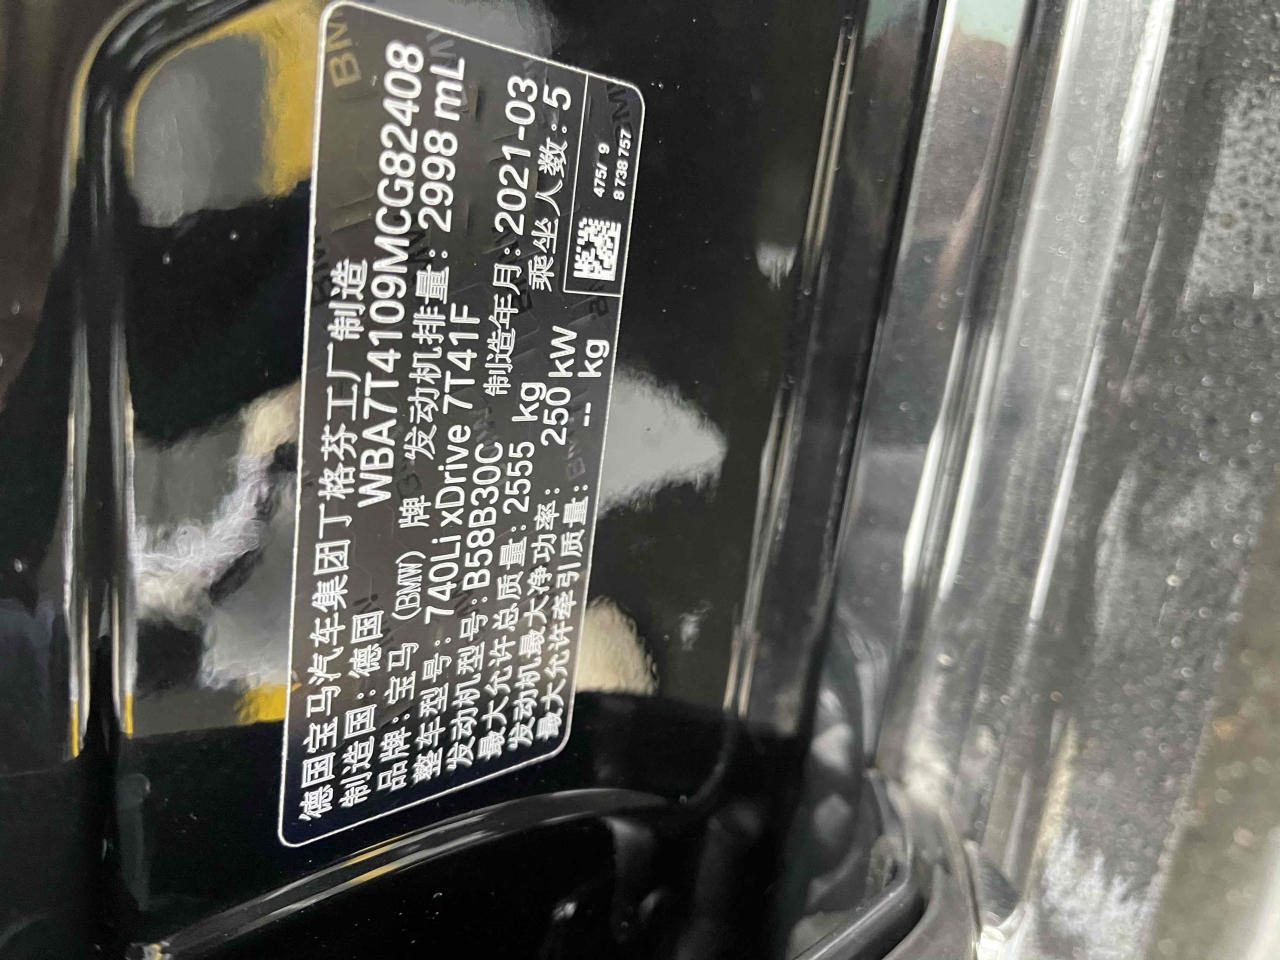 德国宝马汽车集团丁格芬工厂制造
制造国：德国 WBA7T4109MCG82408
品牌：宝马（BMW）牌 发动机排量：2998 mL
整车型号：740Li xDrive 7T41F
发动机型号：B58B30C 制造年月：2021-03
最大允许总质量：2555 kg 乘坐人数：5
发动机最大净功率：250 kW
最大允许牵引质量：-- kg
8 738 757